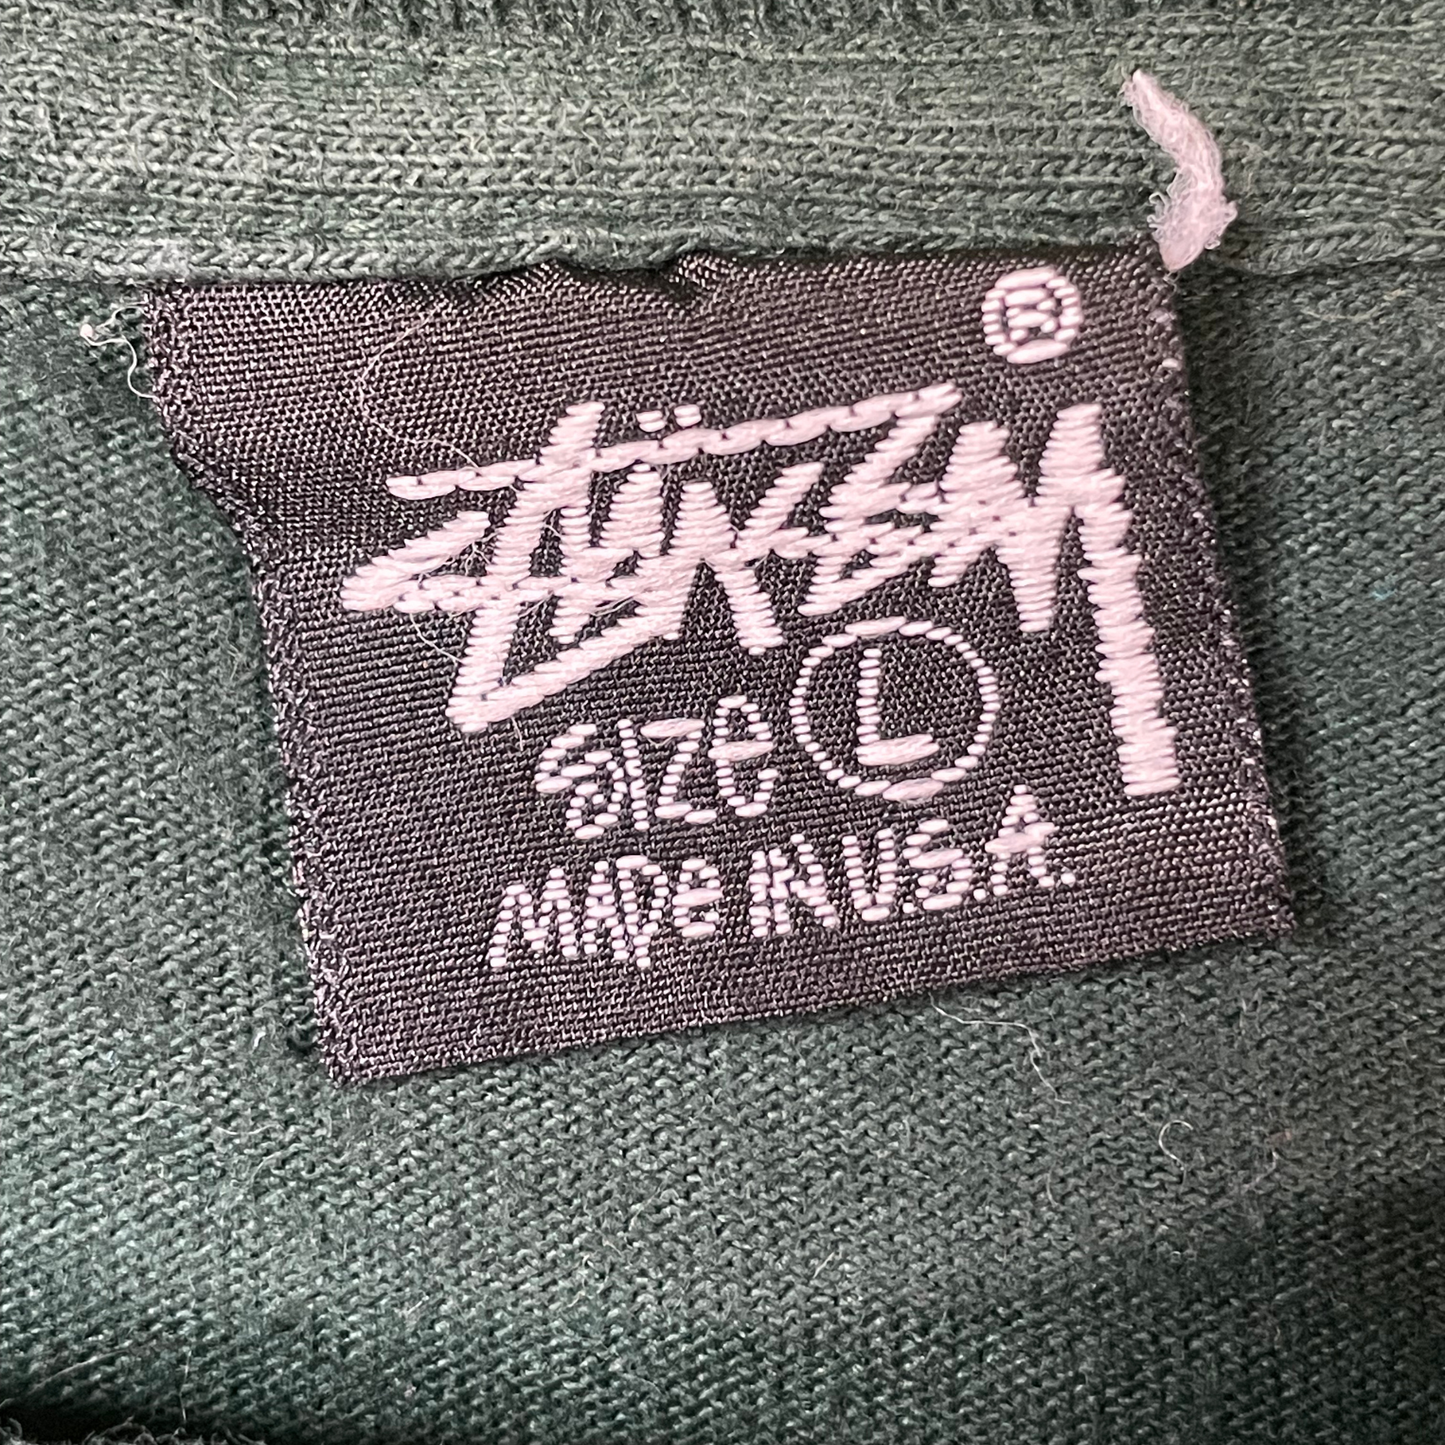 ®
STÜSSY
SIZE L
MADE IN U.S.A.